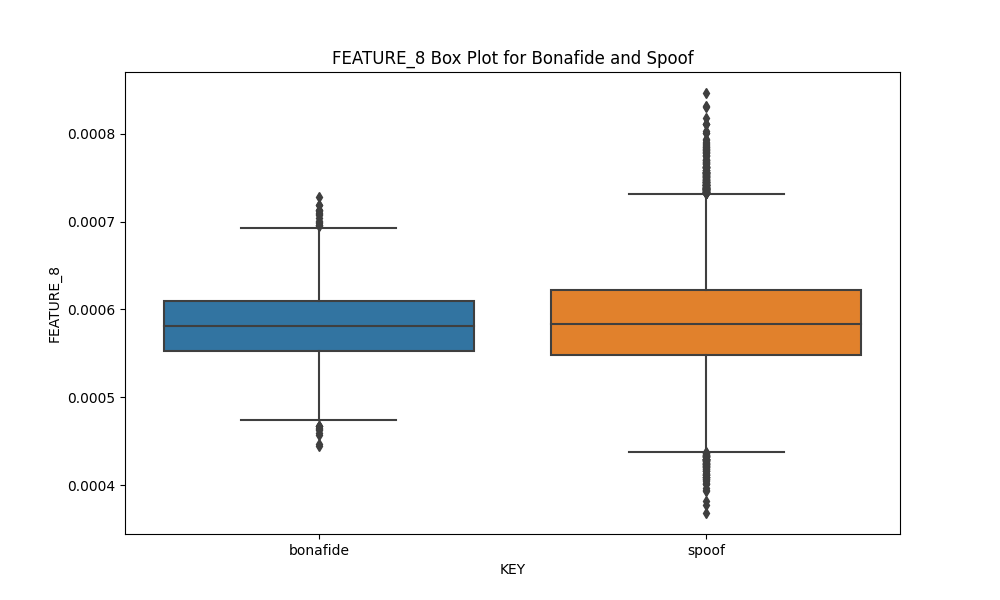 FEATURE_8 Box Plot for Bonafide and Spoof
FEATURE_8
0.0008
0.0007
0.0006
0.0005
0.0004
bonafide
spoof
KEY